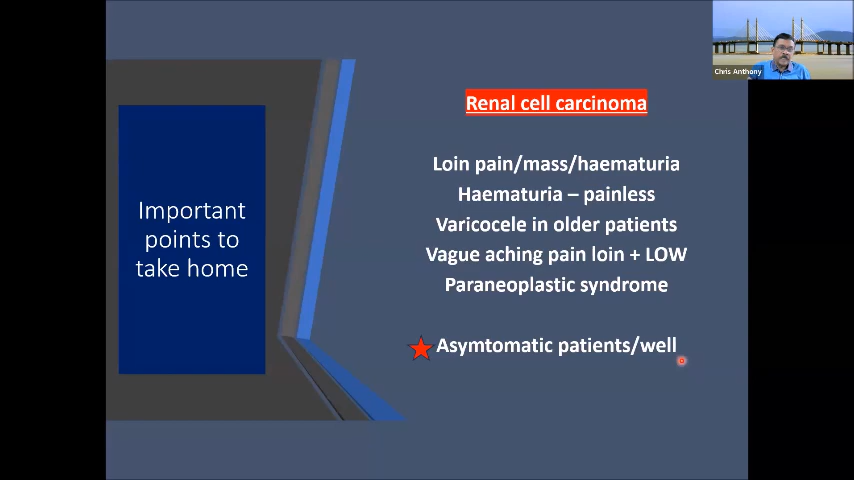 Chris Anthony
Renal cell carcinoma
Loin pain/mass/haematuria
Haematuria – painless
Varicocele in older patients
Vague aching pain loin + LOW
Paraneoplastic syndrome
Asymtomatic patients/well
Important
points to
take home